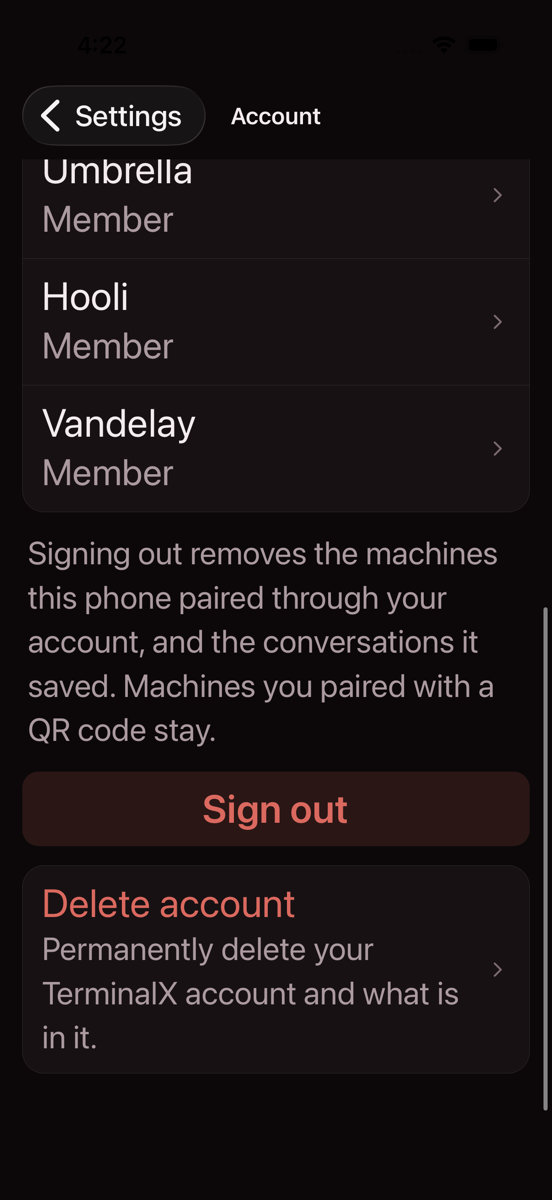 4:22
Settings
Account
Umbrella
Member
Hooli
Member
Vandelay
Member
Signing out removes the machines
this phone paired through your
account, and the conversations it
saved. Machines you paired with a
QR code stay.
Sign out
Delete account
Permanently delete your
TerminalX account and what is
in it.